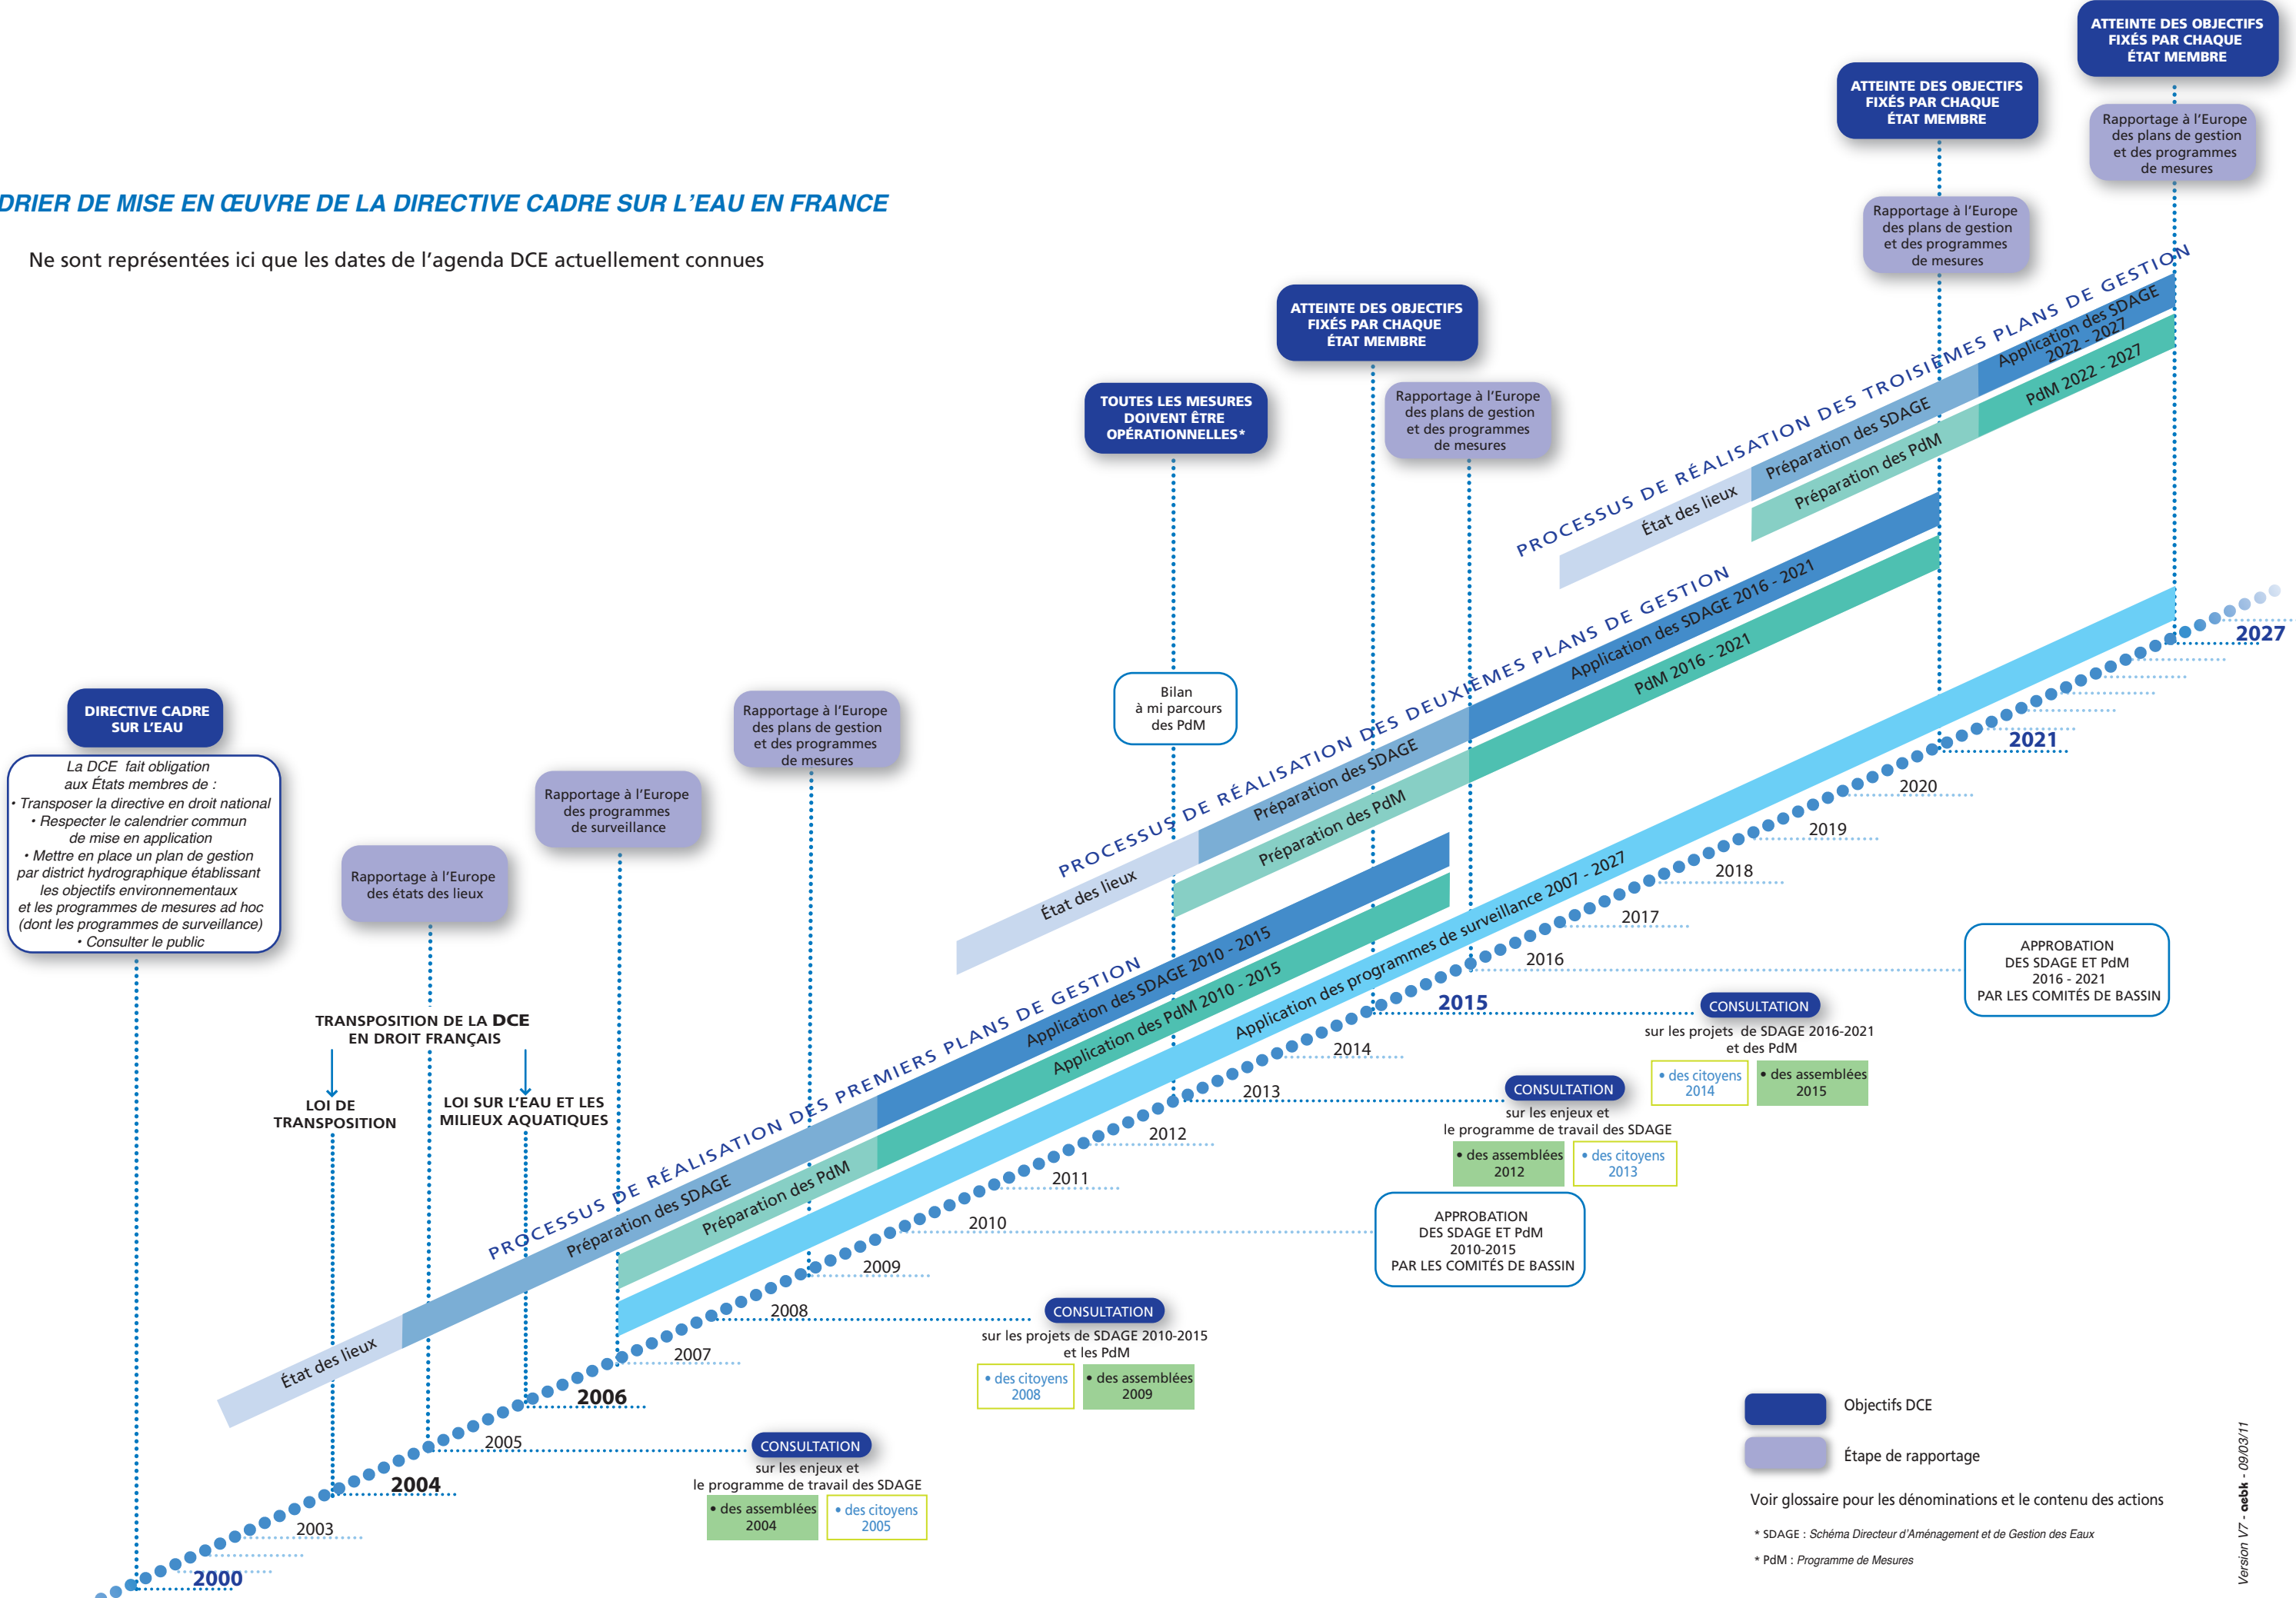 DRIER DE MISE EN ŒUVRE DE LA DIRECTIVE CADRE SUR L'EAU EN FRANCE
Ne sont représentées ici que les dates de l'agenda DCE actuellement connues
DIRECTIVE CADRE
SUR L'EAU
La DCE fait obligation
aux États membres de :
• Transposer la directive en droit national
• Respecter le calendrier commun
de mise en application
• Mettre en place un plan de gestion
par district hydrographique établissant
les objectifs environnementaux
et les programmes de mesures ad hoc
(dont les programmes de surveillance)
• Consulter le public
Rapportage à l'Europe
des états des lieux
TRANSPOSITION DE LA DCE
EN DROIT FRANÇAIS
LOI DE
TRANSPOSITION
LOI SUR L'EAU ET LES
MILIEUX AQUATIQUES
Rapportage à l'Europe
des programmes
de surveillance
Rapportage à l'Europe
des plans de gestion
et des programmes
de mesures
TOUTES LES MESURES
DOIVENT ÊTRE
OPÉRATIONNELLES*
Bilan
à mi parcours
des PdM
ATTEINTE DES OBJECTIFS
FIXÉS PAR CHAQUE
ÉTAT MEMBRE
Rapportage à l'Europe
des plans de gestion
et des programmes
de mesures
ATTEINTE DES OBJECTIFS
FIXÉS PAR CHAQUE
ÉTAT MEMBRE
Rapportage à l'Europe
des plans de gestion
et des programmes
de mesures
ATTEINTE DES OBJECTIFS
FIXÉS PAR CHAQUE
ÉTAT MEMBRE
Rapportage à l'Europe
des plans de gestion
et des programmes
de mesures
PROCESSUS DE RÉALISATION DES TROISIÈMES PLANS DE GESTION
État des lieux
Préparation des SDAGE
Application des SDAGE
2022 - 2027
Préparation des PdM
PdM 2022 - 2027
PROCESSUS DE RÉALISATION DES DEUXIÈMES PLANS DE GESTION
État des lieux
Préparation des SDAGE
Application des SDAGE 2016 - 2021
Préparation des PdM
PdM 2016 - 2021
PROCESSUS DE RÉALISATION DES PREMIERS PLANS DE GESTION
État des lieux
Préparation des SDAGE
Application des SDAGE 2010 - 2015
Préparation des PdM
Application des PdM 2010 - 2015
Application des programmes de surveillance 2007 - 2027
2000
2003
2004
2005
2006
2007
2008
2009
2010
2011
2012
2013
2014
2015
2016
2017
2018
2019
2020
2021
2027
CONSULTATION
sur les enjeux et
le programme de travail des SDAGE
• des assemblées
2004
• des citoyens
2005
CONSULTATION
sur les projets de SDAGE 2010-2015
et les PdM
• des citoyens
2008
• des assemblées
2009
APPROBATION
DES SDAGE ET PdM
2010-2015
PAR LES COMITÉS DE BASSIN
CONSULTATION
sur les enjeux et
le programme de travail des SDAGE
• des assemblées
2012
• des citoyens
2013
CONSULTATION
sur les projets de SDAGE 2016-2021
et des PdM
• des citoyens
2014
• des assemblées
2015
APPROBATION
DES SDAGE ET PdM
2016 - 2021
PAR LES COMITÉS DE BASSIN
Objectifs DCE
Étape de rapportage
Voir glossaire pour les dénominations et le contenu des actions
* SDAGE : Schéma Directeur d'Aménagement et de Gestion des Eaux
* PdM : Programme de Mesures
Version V7 - acbk - 09/03/11